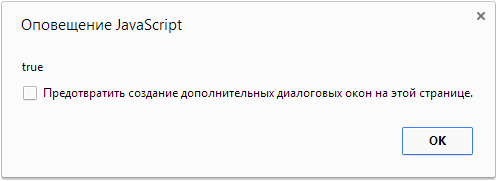 Оповещение JavaScript
true
Предотвратить создание дополнительных диалоговых окон на этой странице.
OK